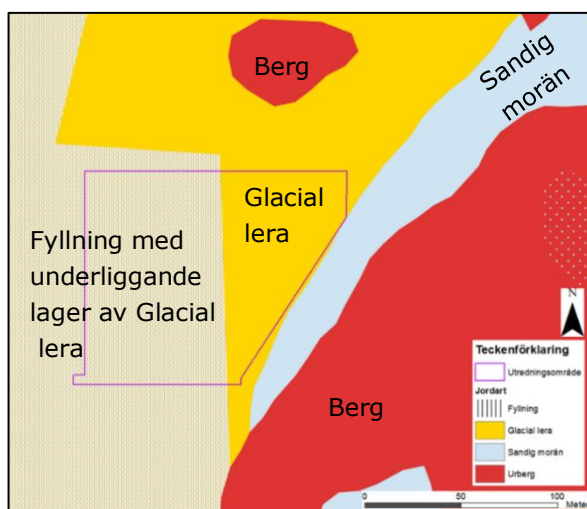 Berg
Sandig
morän
Glacial
lera
Fyllning med
underliggande
lager av Glacial
lera
Berg
N
Teckenförklaring
Utredningsområde
Jordart
Fyllning
Glacial lera
Sandig morän
Urberg
0 50 100
Meter